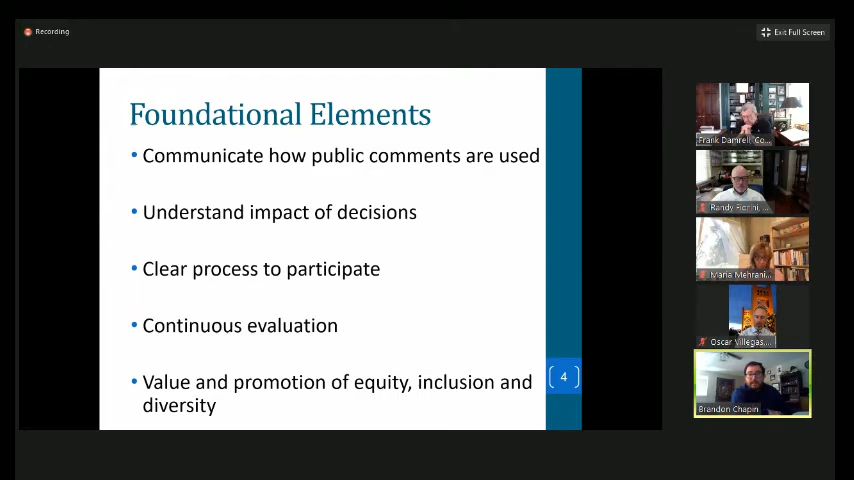 Recording
Exit Full Screen
Foundational Elements
• Communicate how public comments are used
• Understand impact of decisions
• Clear process to participate
• Continuous evaluation
• Value and promotion of equity, inclusion and
diversity
4
Frank Damrell, Co...
Randy Fiorini, ...
Maria Mehrani...
Oscar Villegas...
Brandon Chapin